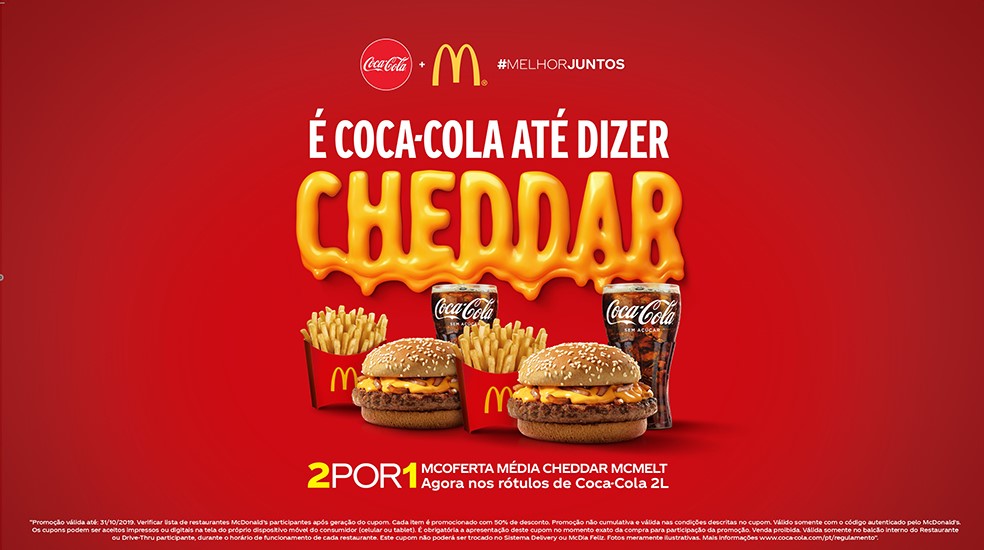 Coca-Cola + M #MELHORJUNTOS
É COCA-COLA ATÉ DIZER
CHEDDAR
Coca-Cola
SEM AÇÚCAR
Coca-Cola
SEM AÇÚCAR
M
M
2POR1 MCOFERTA MÉDIA CHEDDAR MCMELT
Agora nos rótulos de Coca-Cola 2L
"Promoção válida até: 31/10/2019. Verificar lista de restaurantes McDonald's participantes após geração do cupom. Cada item é promocionado com 50% de desconto. Promoção não cumulativa e válida nas condições descritas no cupom. Válido somente com o código autenticado pelo McDonald's.
Os cupons podem ser aceitos impressos ou digitais na tela do próprio dispositivo móvel do consumidor (celular ou tablet). É obrigatória a apresentação deste cupom no momento exato da compra para participação da promoção. Venda proibida. Válido somente no balcão interno do Restaurante
ou Drive-Thru participante, durante o horário de funcionamento de cada restaurante. Este cupom não poderá ser trocado no Sistema Delivery ou McDia Feliz. Fotos meramente ilustrativas. Mais Informações www.coca-cola.com/pt/regulamento".